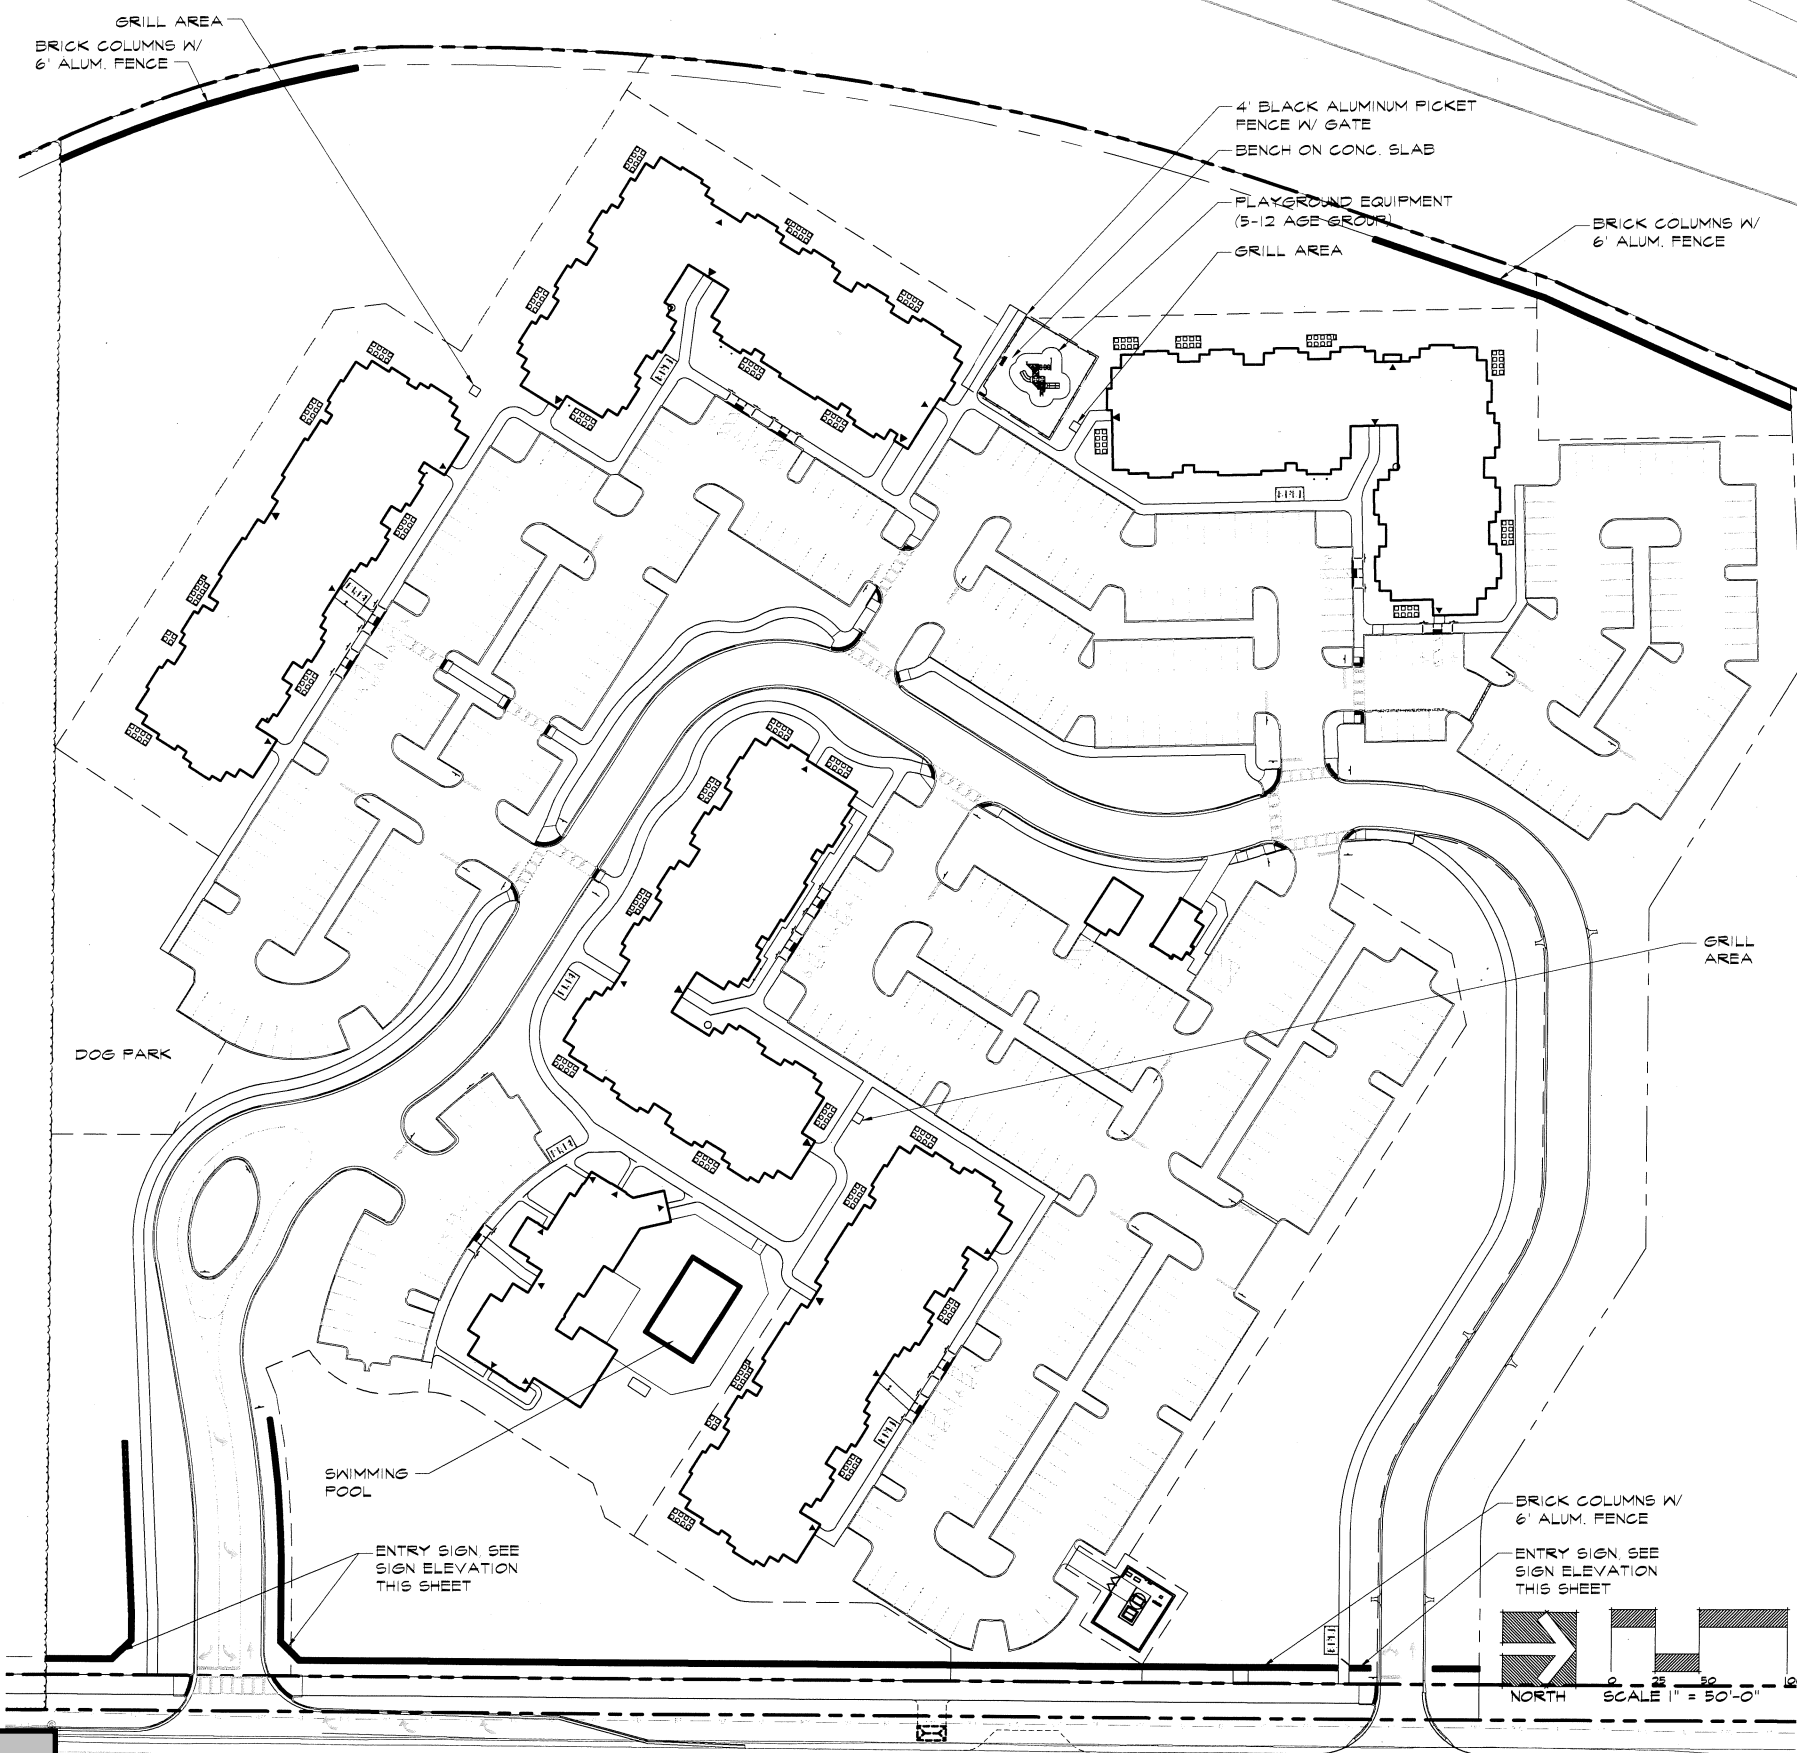 GRILL AREA
BRICK COLUMNS W/
6' ALUM. FENCE
4' BLACK ALUMINUM PICKET
FENCE W/ GATE
BENCH ON CONC. SLAB
PLAYGROUND EQUIPMENT
(5-12 AGE GROUP)
GRILL AREA
BRICK COLUMNS W/
6' ALUM. FENCE
GRILL
AREA
DOG PARK
SWIMMING
POOL
ENTRY SIGN, SEE
SIGN ELEVATION
THIS SHEET
BRICK COLUMNS W/
6' ALUM. FENCE
ENTRY SIGN, SEE
SIGN ELEVATION
THIS SHEET
0 25 50
NORTH
SCALE 1" = 50'-0"